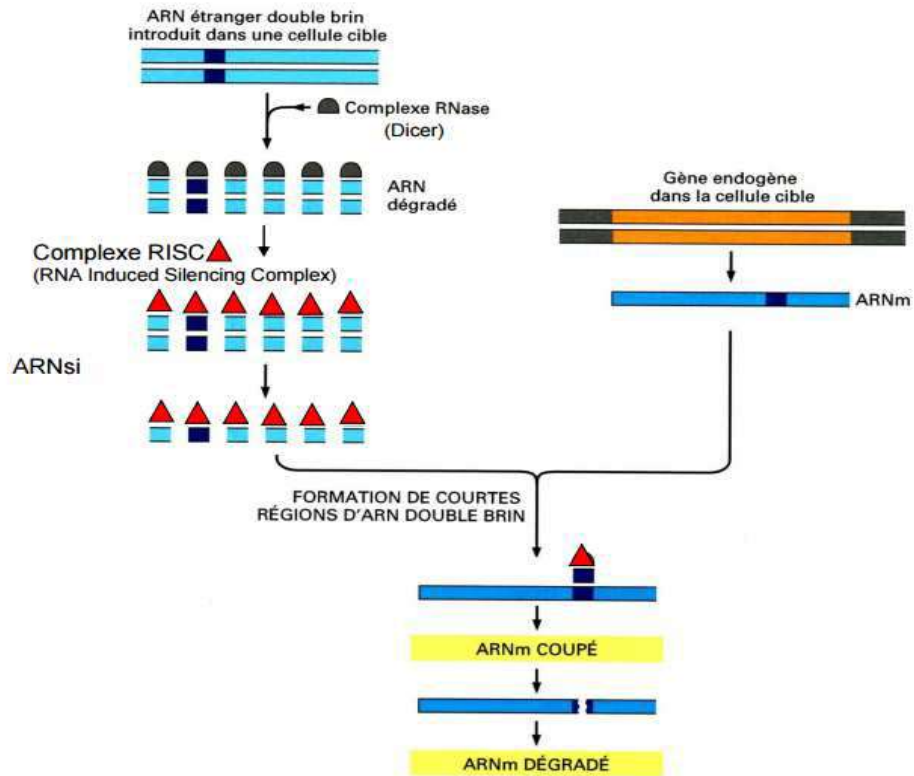 ARN étranger double brin
introduit dans une cellule cible
Complexe RNase
(Dicer)
ARN
dégradé
Gène endogène
dans la cellule cible
Complexe RISC
(RNA Induced Silencing Complex)
ARNm
ARNsi
FORMATION DE COURTES
RÉGIONS D'ARN DOUBLE BRIN
ARNm COUPÉ
ARNm DÉGRADÉ